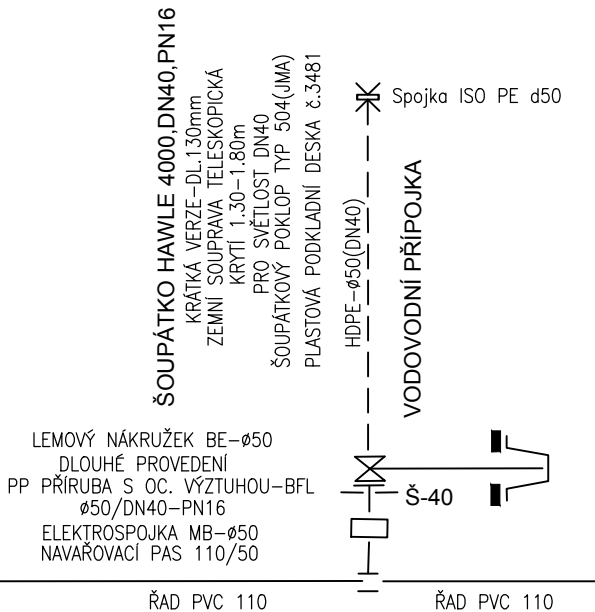 ŠOUPÁTKO HAWLE 4000,DN40,PN16
KRÁTKÁ VERZE-DL.130mm
ZEMNÍ SOUPRAVA TELESKOPICKÁ
KRYTÍ 1.30-1.80m
PRO SVĚTLOST DN40
ŠOUPÁTKOVÝ POKLOP TYP 504(JMA)
PLASTOVÁ PODKLADNÍ DESKA č.3481
HDPE-ø50(DN40)
VODOVODNÍ PŘÍPOJKA
Spojka ISO PE d50
LEMOVÝ NÁKRUŽEK BE-ø50
DLOUHÉ PROVEDENÍ
PP PŘÍRUBA S OC. VÝZTUHOU-BFL
ø50/DN40-PN16
ELEKTROSPOJKA MB-ø50
NAVAŘOVACÍ PAS 110/50
Š-40
ŘAD PVC 110
ŘAD PVC 110